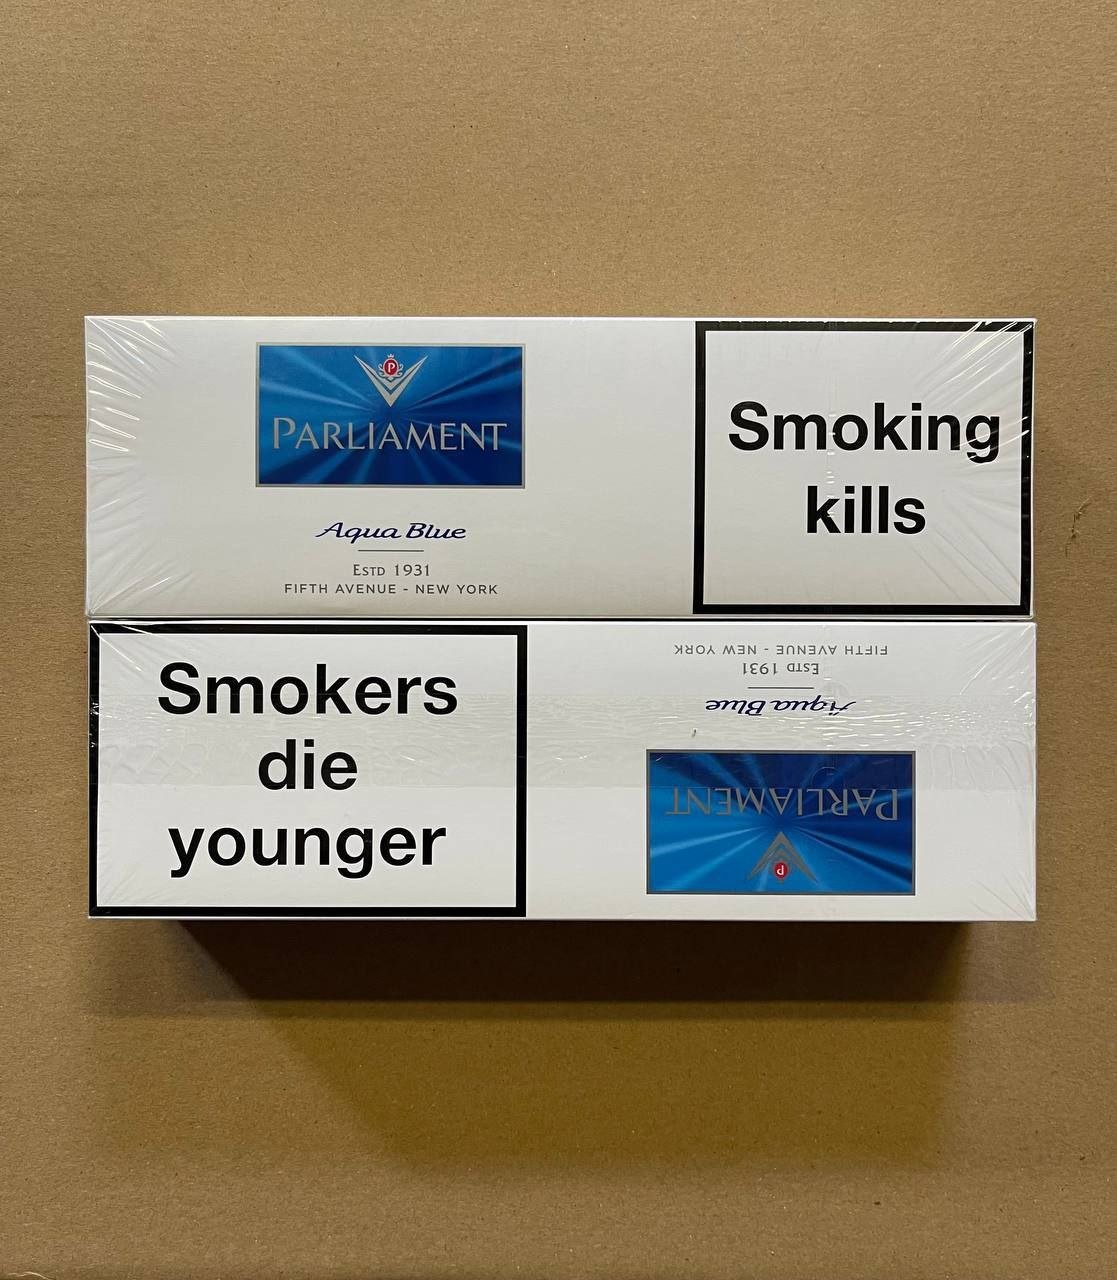 P
PARLIAMENT
Aqua Blue
ESTD 1931
FIFTH AVENUE - NEW YORK
Smoking
kills
Smokers
die
younger
P
PARLIAMENT
Aqua Blue
ESTD 1931
FIFTH AVENUE - NEW YORK